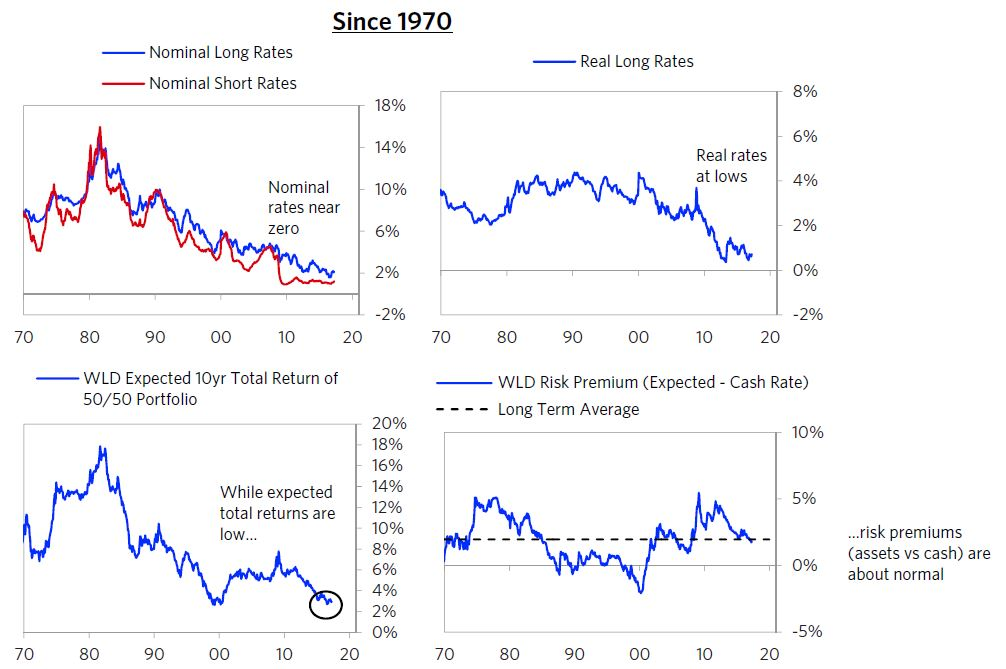 Since 1970
Nominal Long Rates
Nominal Short Rates
18%
14%
10%
6%
2%
-2%
Nominal
rates near
zero
70 80 90 00 10 20
Real Long Rates
8%
6%
4%
2%
0%
-2%
Real rates
at lows
70 80 90 00 10 20
WLD Expected 10yr Total Return of
50/50 Portfolio
20%
18%
16%
14%
12%
10%
8%
6%
4%
2%
0%
While expected
total returns are
low...
70 80 90 00 10 20
WLD Risk Premium (Expected - Cash Rate)
Long Term Average
10%
5%
0%
-5%
70 80 90 00 10 20
...risk premiums
(assets vs cash) are
about normal